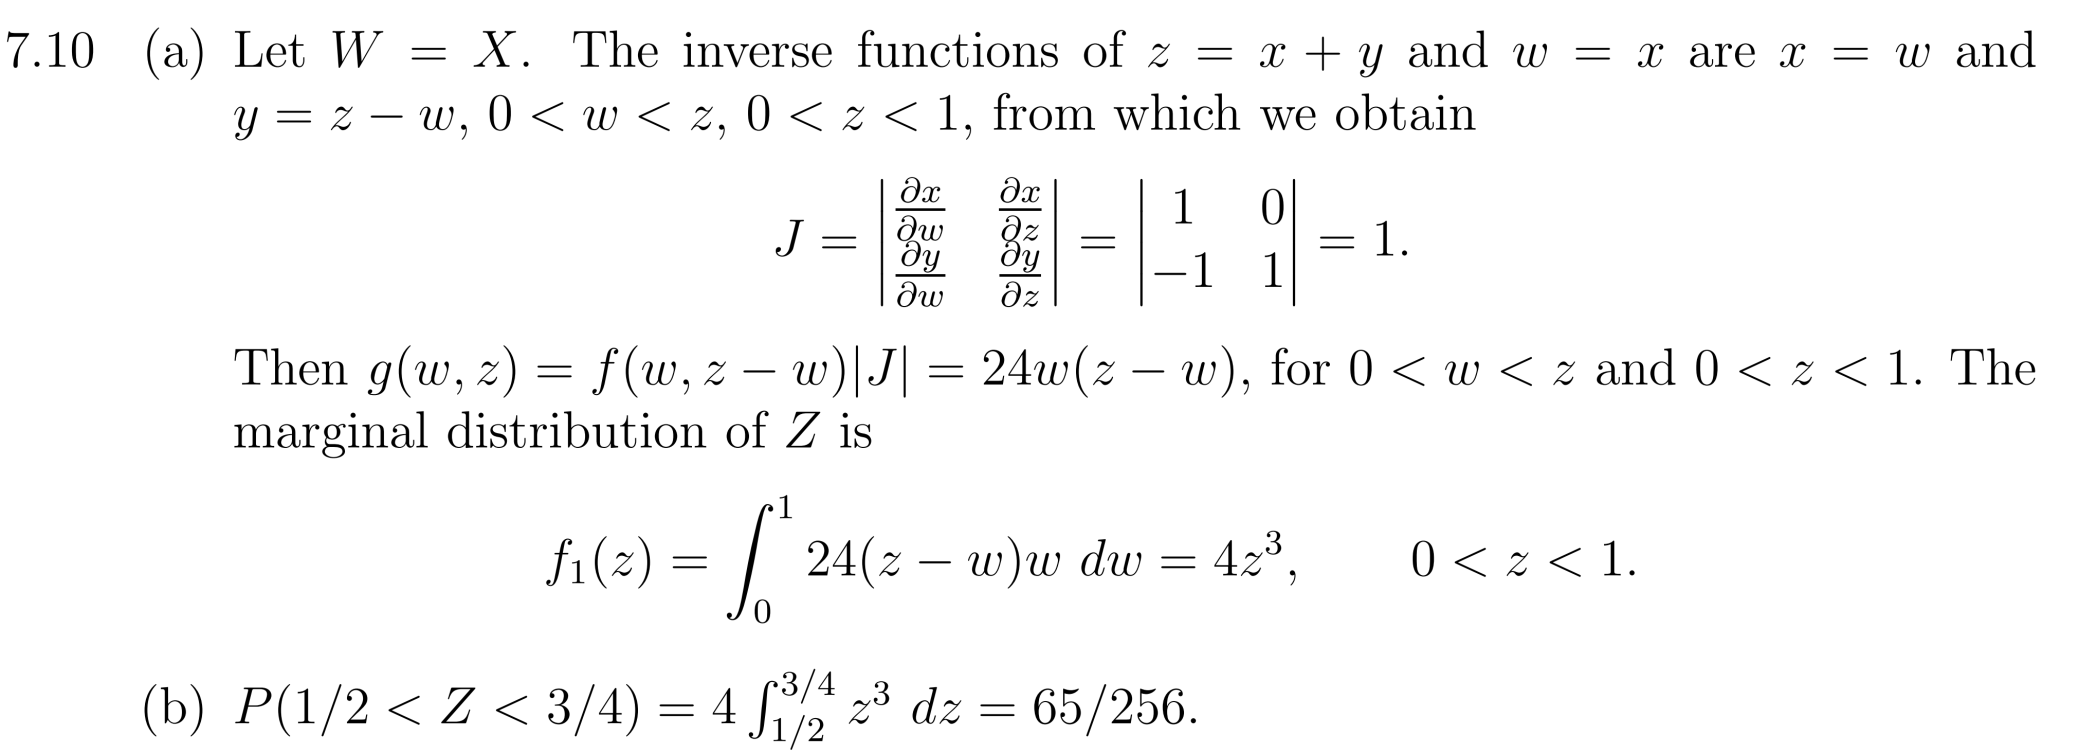 7.10 (a) Let W = X. The inverse functions of z = x + y and w = x are x = w and
y = z − w, 0 < w < z, 0 < z < 1, from which we obtain
J = |∂x/∂w ∂x/∂z; ∂y/∂w ∂y/∂z| = |1 0; −1 1| = 1.
Then g(w, z) = f(w, z − w)|J| = 24w(z − w), for 0 < w < z and 0 < z < 1. The
marginal distribution of Z is
f₁(z) = ∫₀¹ 24(z − w)w dw = 4z³, 0 < z < 1.
(b) P(1/2 < Z < 3/4) = 4 ∫_{1/2}^{3/4} z³ dz = 65/256.